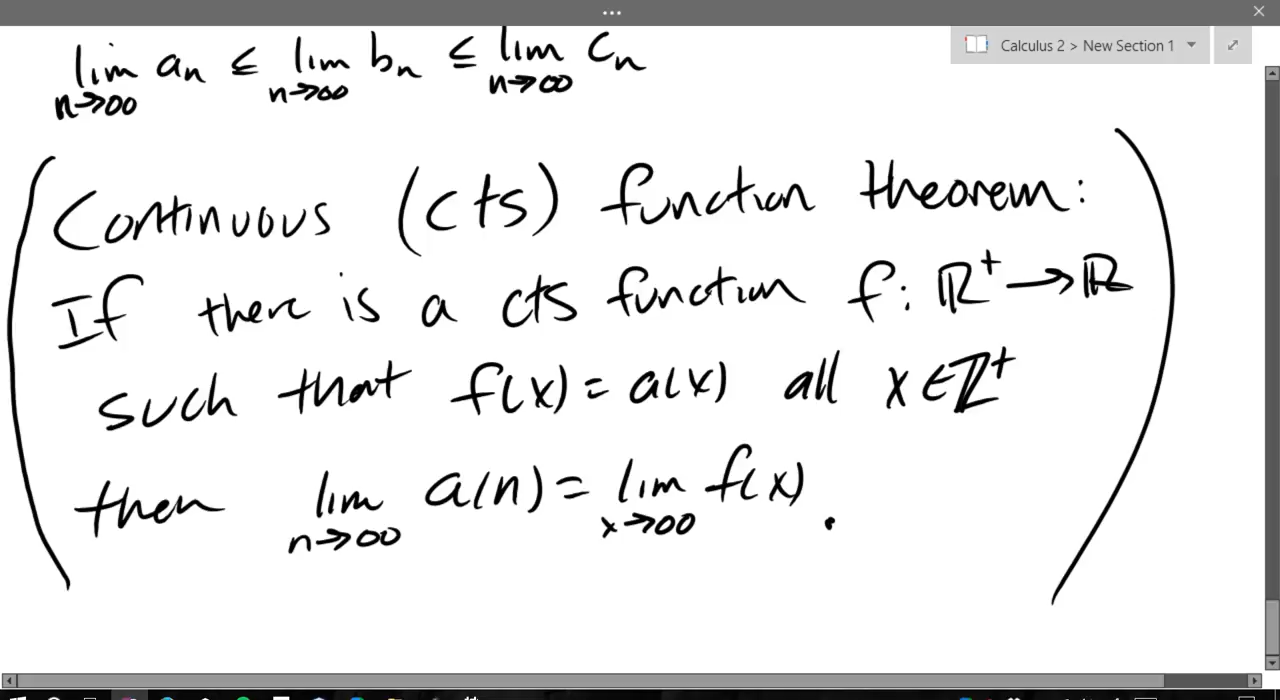 Calculus 2 > New Section 1
lim aₙ ≤ lim bₙ ≤ lim cₙ
n→∞ n→∞ n→∞
Continuous (cts) function theorem:
If there is a cts function f: ℝ⁺ → ℝ
such that f(x) = a(x) all x ∈ ℤ⁺
then lim a(n) = lim f(x).
n→∞ x→∞